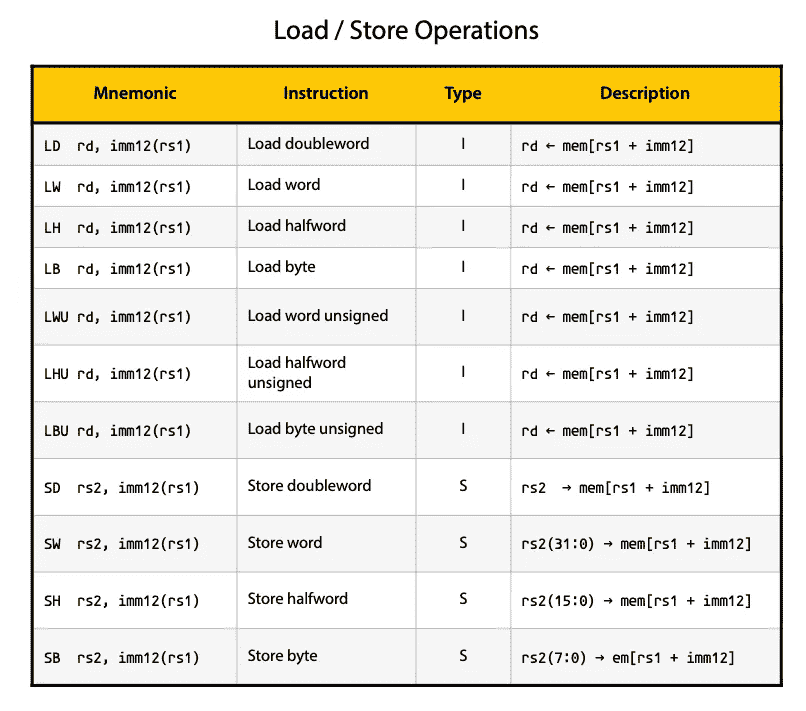 Load / Store Operations
Mnemonic Instruction Type Description
LD rd, imm12(rs1) Load doubleword I rd ← mem[rs1 + imm12]
LW rd, imm12(rs1) Load word I rd ← mem[rs1 + imm12]
LH rd, imm12(rs1) Load halfword I rd ← mem[rs1 + imm12]
LB rd, imm12(rs1) Load byte I rd ← mem[rs1 + imm12]
LWU rd, imm12(rs1) Load word unsigned I rd ← mem[rs1 + imm12]
LHU rd, imm12(rs1) Load halfword unsigned I rd ← mem[rs1 + imm12]
LBU rd, imm12(rs1) Load byte unsigned I rd ← mem[rs1 + imm12]
SD rs2, imm12(rs1) Store doubleword S rs2 → mem[rs1 + imm12]
SW rs2, imm12(rs1) Store word S rs2(31:0) → mem[rs1 + imm12]
SH rs2, imm12(rs1) Store halfword S rs2(15:0) → mem[rs1 + imm12]
SB rs2, imm12(rs1) Store byte S rs2(7:0) → em[rs1 + imm12]